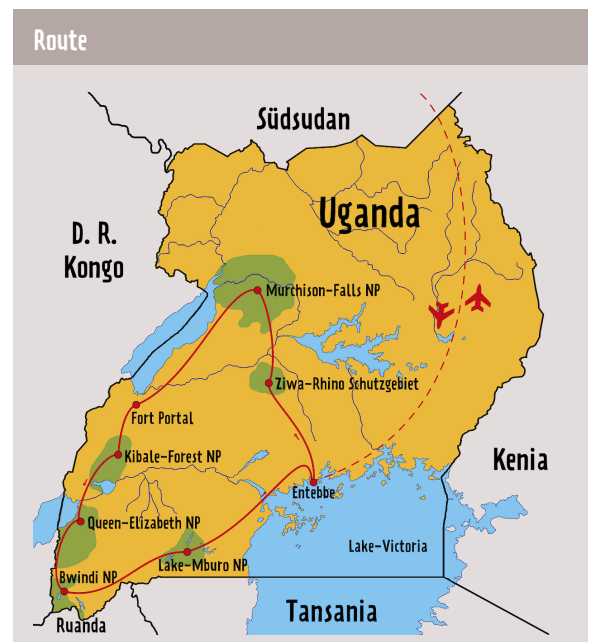 Route
Südsudan
Uganda
D. R.
Kongo
Murchison-Falls NP
Ziwa-Rhino Schutzgebiet
Fort Portal
Kibale-Forest NP
Kenia
Entebbe
Queen-Elizabeth NP
Lake-Victoria
Lake-Mburo NP
Bwindi NP
Tansania
Ruanda